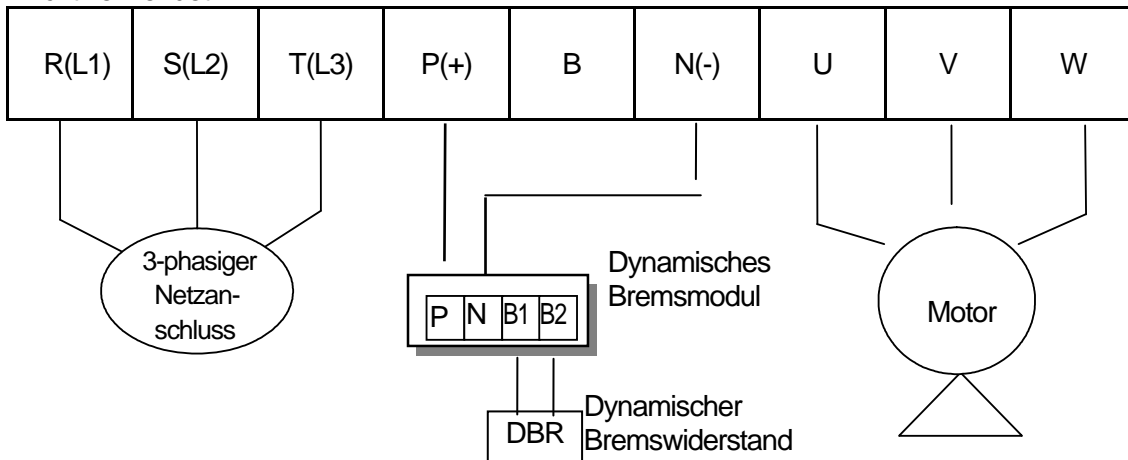 R(L1) S(L2) T(L3) P(+) B N(-) U V W
3-phasiger
Netzan-
schluss
Dynamisches
Bremsmodul
P N B1 B2
Motor
DBR
Dynamischer
Bremswiderstand